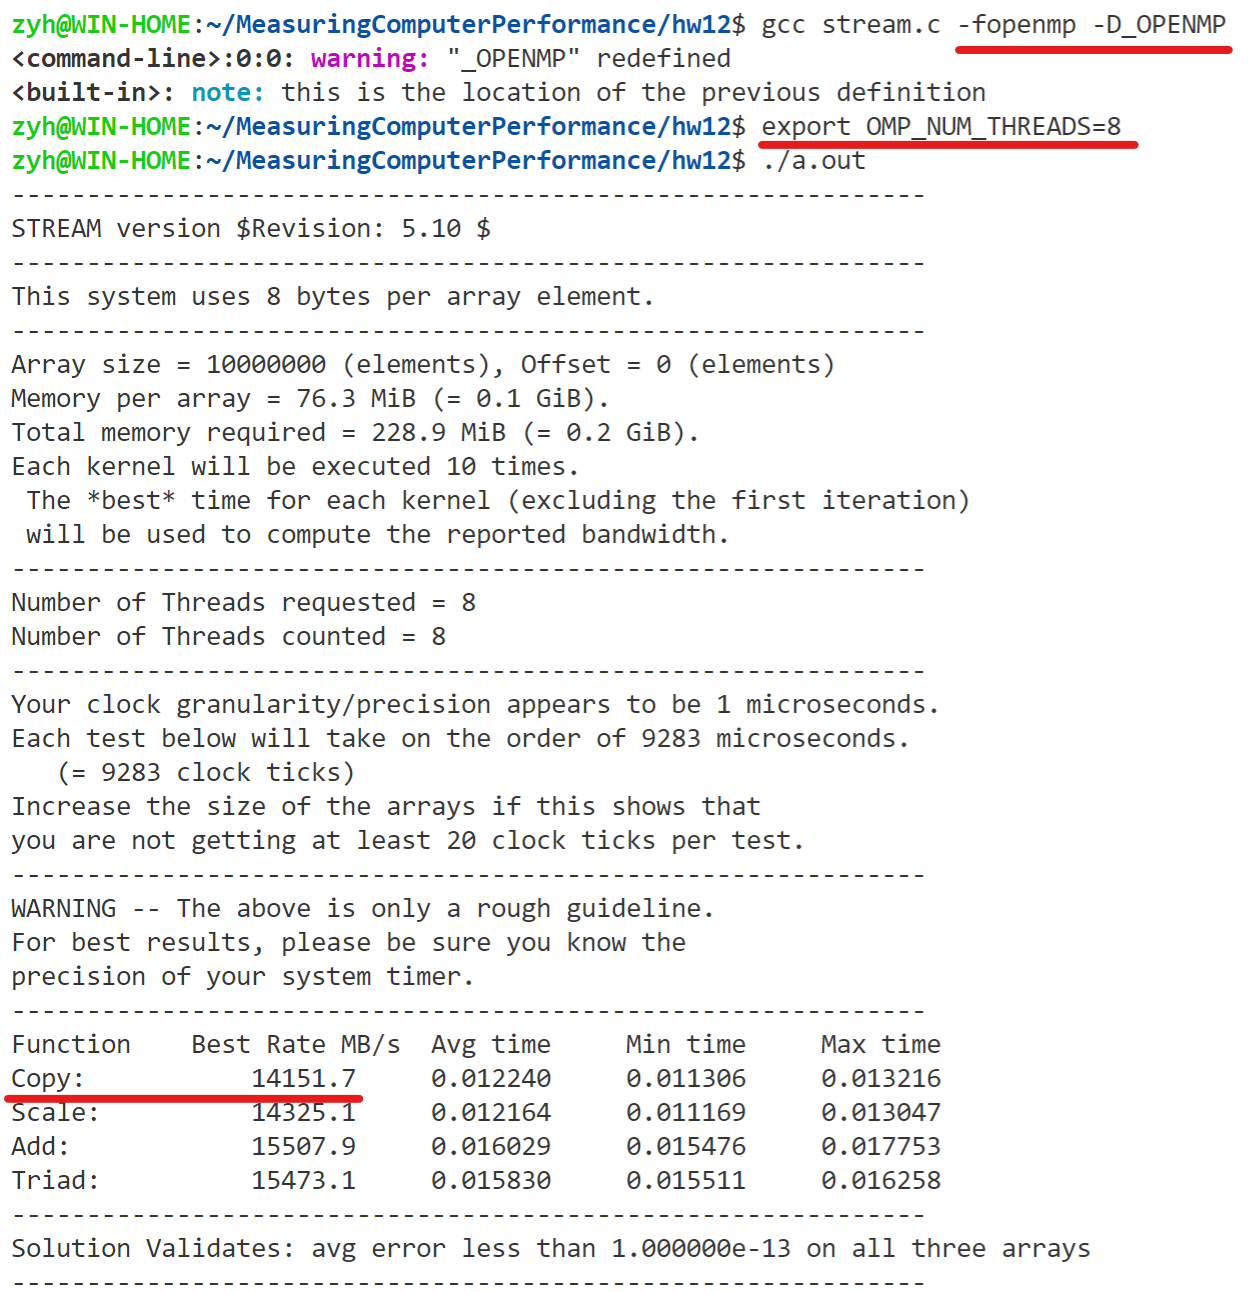 zyh@WIN-HOME:~/MeasuringComputerPerformance/hw12$ gcc stream.c -fopenmp -D_OPENMP
<command-line>:0:0: warning: "_OPENMP" redefined
<built-in>: note: this is the location of the previous definition
zyh@WIN-HOME:~/MeasuringComputerPerformance/hw12$ export OMP_NUM_THREADS=8
zyh@WIN-HOME:~/MeasuringComputerPerformance/hw12$ ./a.out
-------------------------------------------------------------
STREAM version $Revision: 5.10 $
-------------------------------------------------------------
This system uses 8 bytes per array element.
-------------------------------------------------------------
Array size = 10000000 (elements), Offset = 0 (elements)
Memory per array = 76.3 MiB (= 0.1 GiB).
Total memory required = 228.9 MiB (= 0.2 GiB).
Each kernel will be executed 10 times.
 The *best* time for each kernel (excluding the first iteration)
 will be used to compute the reported bandwidth.
-------------------------------------------------------------
Number of Threads requested = 8
Number of Threads counted = 8
-------------------------------------------------------------
Your clock granularity/precision appears to be 1 microseconds.
Each test below will take on the order of 9283 microseconds.
   (= 9283 clock ticks)
Increase the size of the arrays if this shows that
you are not getting at least 20 clock ticks per test.
-------------------------------------------------------------
WARNING -- The above is only a rough guideline.
For best results, please be sure you know the
precision of your system timer.
-------------------------------------------------------------
Function    Best Rate MB/s  Avg time     Min time     Max time
Copy:           14151.7     0.012240     0.011306     0.013216
Scale:          14325.1     0.012164     0.011169     0.013047
Add:            15507.9     0.016029     0.015476     0.017753
Triad:          15473.1     0.015830     0.015511     0.016258
-------------------------------------------------------------
Solution Validates: avg error less than 1.000000e-13 on all three arrays
-------------------------------------------------------------